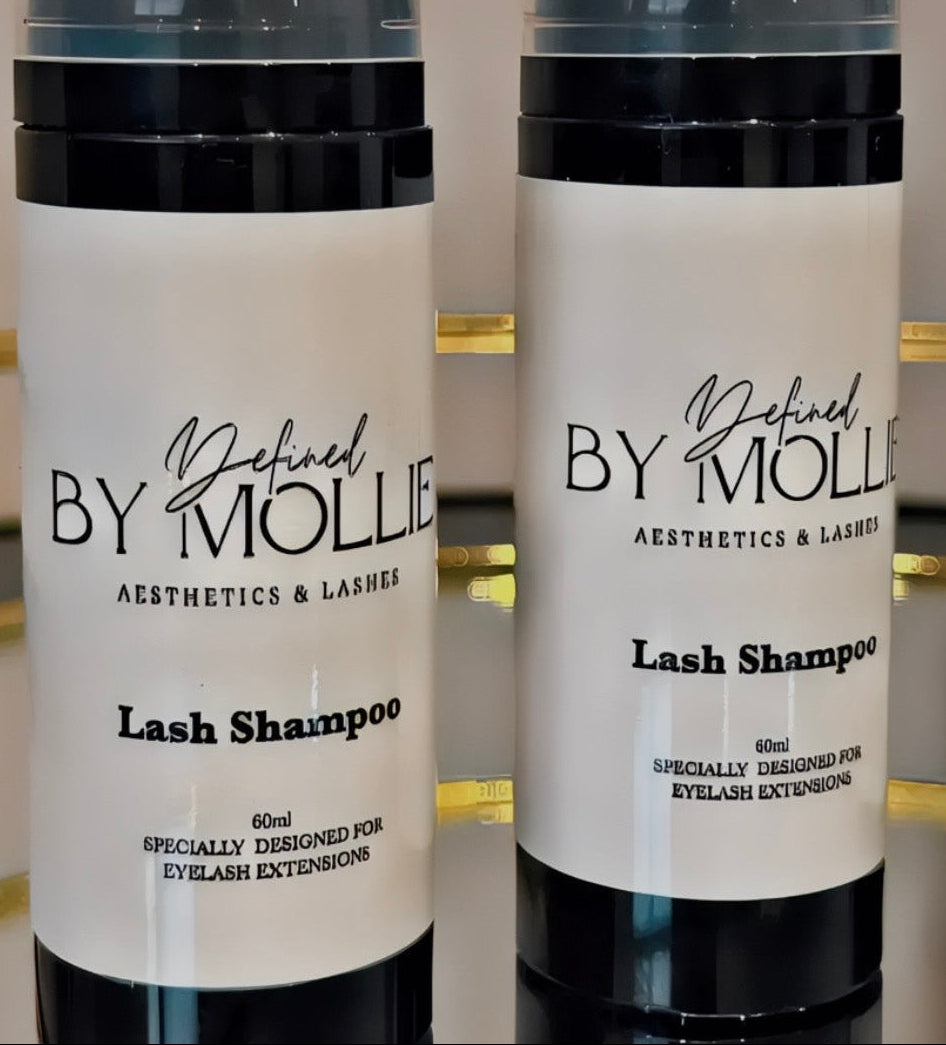 Defined
BY MOLLIE
AESTHETICS & LASHES
Lash Shampoo
60ml
SPECIALLY DESIGNED FOR
EYELASH EXTENSIONS
Defined
BY MOLLIE
AESTHETICS & LASHES
Lash Shampoo
60ml
SPECIALLY DESIGNED FOR
EYELASH EXTENSIONS